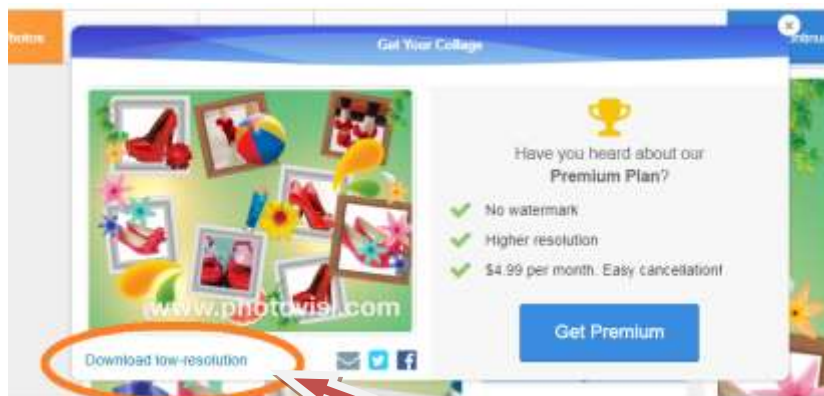 Get Your Collage
www.photovisi.com
Download low-resolution
Have you heard about our
Premium Plan?
No watermark
Higher resolution
$4.99 per month. Easy cancellation!
Get Premium